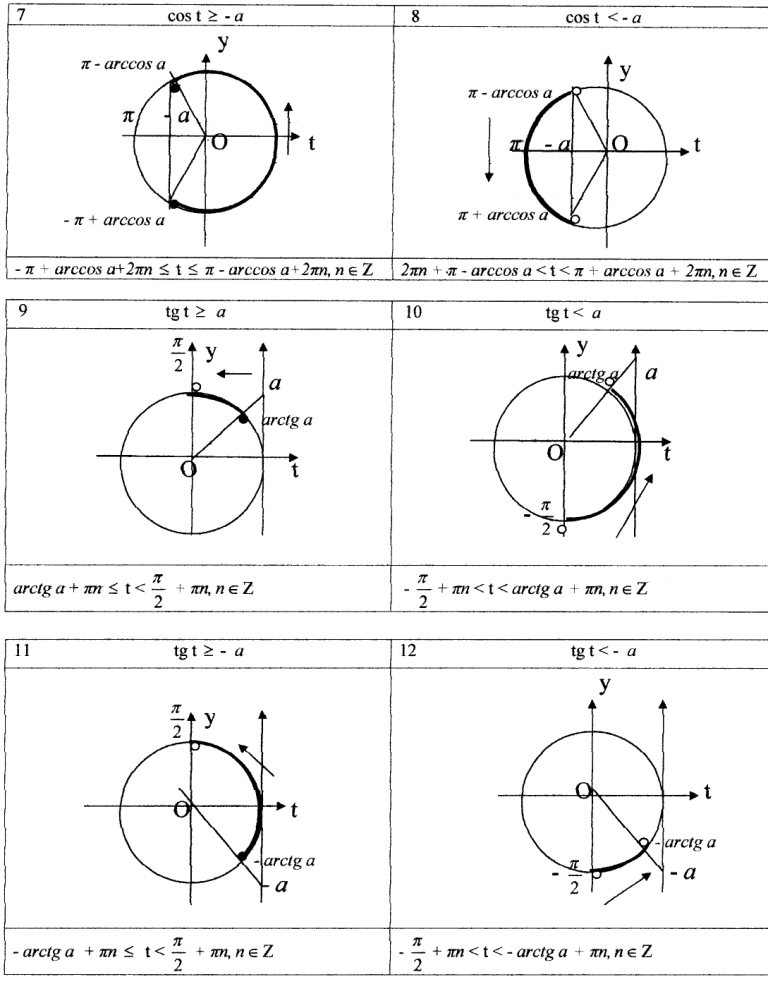 7 cos t ≥ - a
y
π - arccos a
π - a
O t
- π + arccos a
- π + arccos a+2πn ≤ t ≤ π - arccos a+2πn, n ∈ Z
8 cos t < - a
y
π - arccos a
π - a O t
π + arccos a
2πn + π - arccos a < t < π + arccos a + 2πn, n ∈ Z
9 tg t ≥ a
π/2 y
a
arctg a
O t
arctg a + πn ≤ t < π/2 + πn, n ∈ Z
10 tg t < a
y
arctg a a
O t
- π/2
- π/2 + πn < t < arctg a + πn, n ∈ Z
11 tg t ≥ - a
π/2 y
O t
- arctg a
- a
- arctg a + πn ≤ t < π/2 + πn, n ∈ Z
12 tg t < - a
y
O t
- arctg a
- π/2 - a
- π/2 + πn < t < - arctg a + πn, n ∈ Z